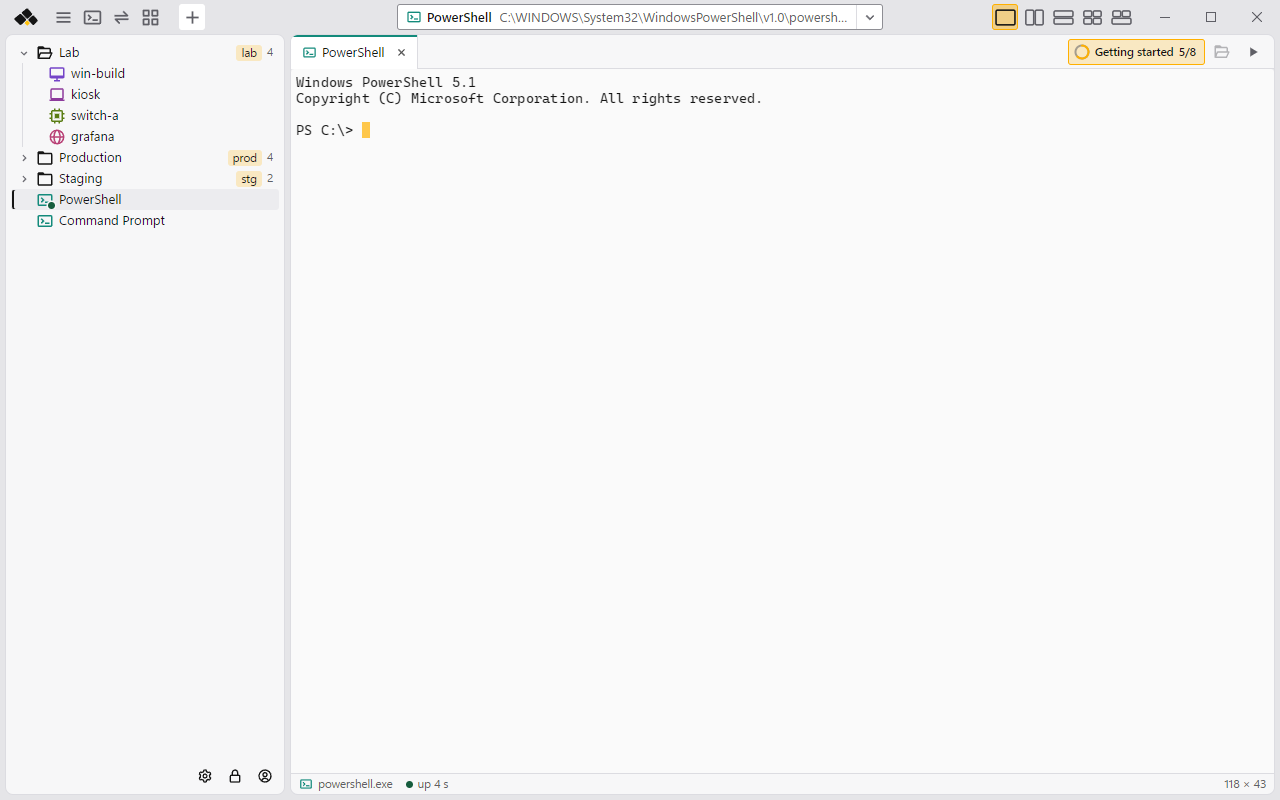 PowerShell C:\WINDOWS\System32\WindowsPowerShell\v1.0\powersh...
Lab lab 4
win-build
kiosk
switch-a
grafana
Production prod 4
Staging stg 2
PowerShell
Command Prompt
PowerShell
Getting started 5/8
Windows PowerShell 5.1
Copyright (C) Microsoft Corporation. All rights reserved.
PS C:\>
powershell.exe up 4 s
118 × 43